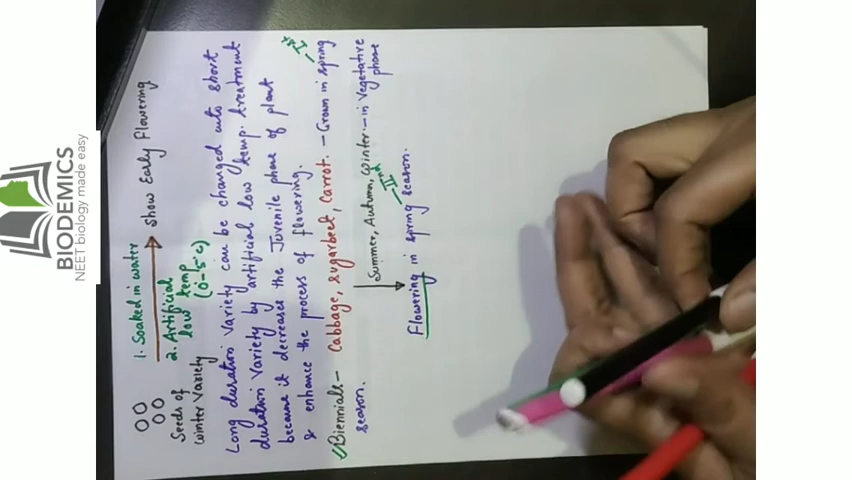 BIODEMICS
NEET biology made easy
1. Soaked in water
2. Artificial
low temp
(0-5°C)
Show Early Flowering
Seeds of
winter Variety
Long duration Variety can be changed into short
duration Variety by artificial low temp. treatment
because it decreases the Juvenile phase of plant
& enhance the process of flowering.
Biennials- Cabbage, sugarbeet, Carrot. - Grown in spring
season.
Ist
Summer, Autumn, Winter - in Vegetative
phase
IInd
Flowering in spring season.